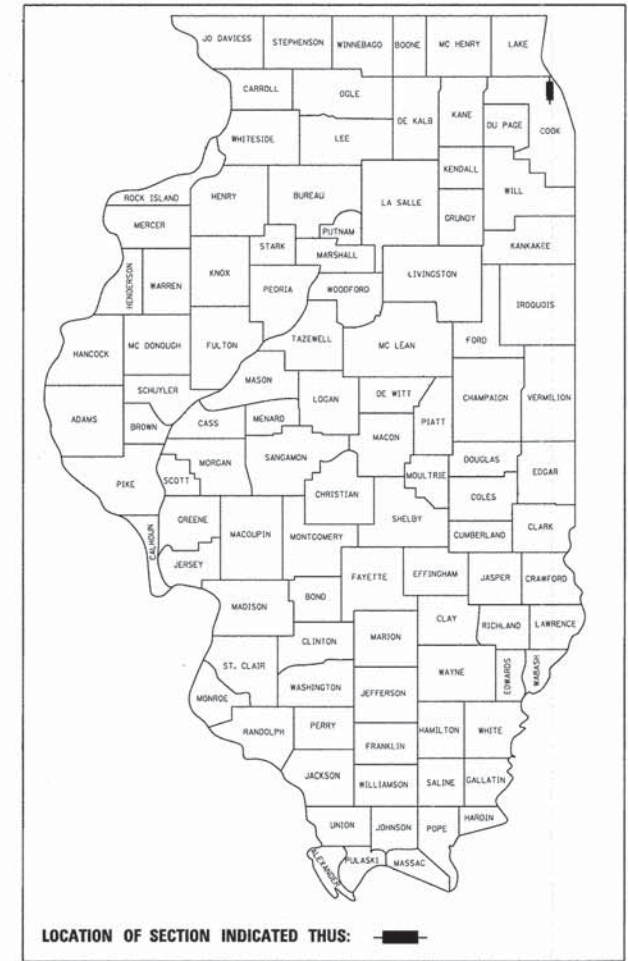 JO DAVIESS STEPHENSON WINNEBAGO BOONE MC HENRY LAKE
CARROLL OGLE
DE KALB KANE DU PAGE COOK
WHITESIDE LEE
KENDALL WILL
ROCK ISLAND HENRY BUREAU LA SALLE GRUNDY
MERCER PUTNAM
STARK MARSHALL KANKAKEE
HENDERSON WARREN KNOX LIVINGSTON
PEORIA WOODFORD IROQUOIS
TAZEWELL FORD
HANCOCK MC DONOUGH FULTON MC LEAN
MASON
SCHUYLER LOGAN DE WITT CHAMPAIGN VERMILION
ADAMS BROWN CASS MENARD PIATT
MACON
MORGAN SANGAMON DOUGLAS
PIKE SCOTT MOULTRIE EDGAR
CHRISTIAN COLES
GREENE SHELBY
CALHOUN MACOUPIN MONTGOMERY CUMBERLAND CLARK
JERSEY
FAYETTE EFFINGHAM JASPER CRAWFORD
MADISON BOND
CLAY RICHLAND LAWRENCE
CLINTON MARION
ST. CLAIR WAYNE EDWARDS WABASH
WASHINGTON JEFFERSON
MONROE
RANDOLPH PERRY HAMILTON WHITE
FRANKLIN
JACKSON WILLIAMSON SALINE GALLATIN
HARDIN
UNION JOHNSON POPE
ALEXANDER PULASKI MASSAC
LOCATION OF SECTION INDICATED THUS: